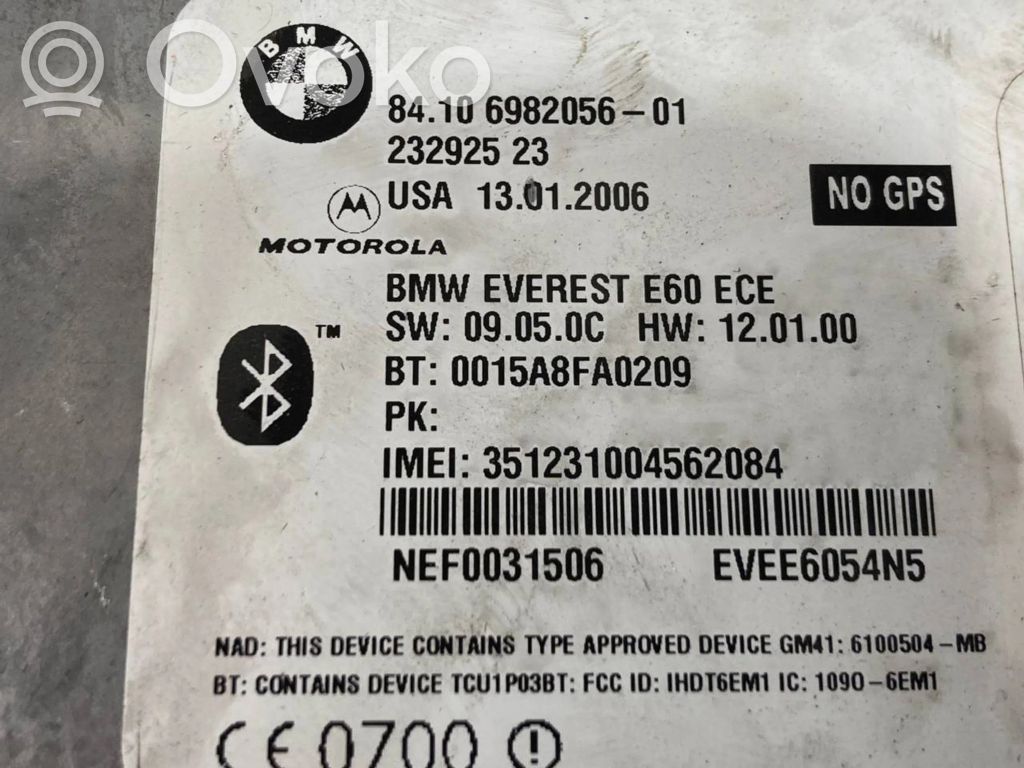 BMW
Ovoko
84.10 6982056-01
232925 23
USA 13.01.2006
NO GPS
MOTOROLA
BMW EVEREST E60 ECE
SW: 09.05.0C HW: 12.01.00
TM
BT: 0015A8FA0209
PK:
IMEI: 351231004562084
NEF0031506 EVEE6054N5
NAD: THIS DEVICE CONTAINS TYPE APPROVED DEVICE GM41: 6100504-MB
BT: CONTAINS DEVICE TCU1P03BT: FCC ID: IHDT6EM1 IC: 1090-6EM1
CE 0700